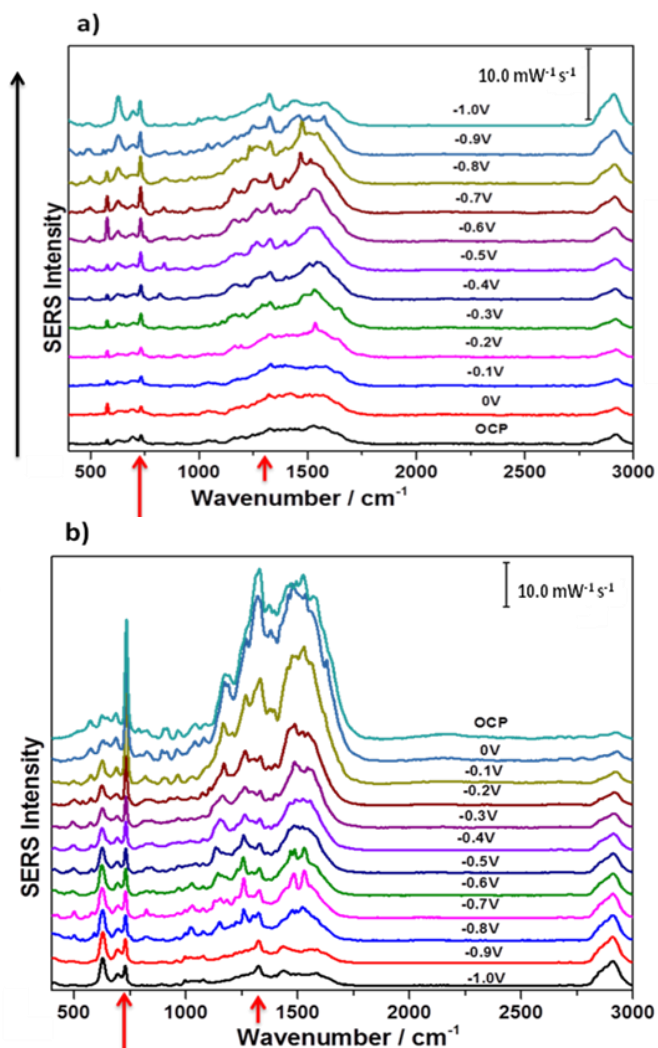 a)
10.0 mW⁻¹ s⁻¹
-1.0V
-0.9V
-0.8V
-0.7V
-0.6V
-0.5V
-0.4V
-0.3V
-0.2V
-0.1V
0V
OCP
SERS Intensity
500 1000 1500 2000 2500 3000
Wavenumber / cm⁻¹
b)
10.0 mW⁻¹ s⁻¹
OCP
0V
-0.1V
-0.2V
-0.3V
-0.4V
-0.5V
-0.6V
-0.7V
-0.8V
-0.9V
-1.0V
SERS Intensity
500 1000 1500 2000 2500 3000
Wavenumber / cm⁻¹